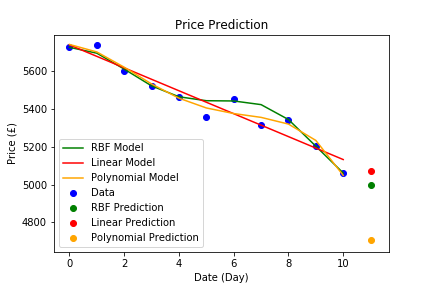 Price Prediction
Price (£)
5600
5400
5200
5000
4800
RBF Model
Linear Model
Polynomial Model
Data
RBF Prediction
Linear Prediction
Polynomial Prediction
0 2 4 6 8 10
Date (Day)